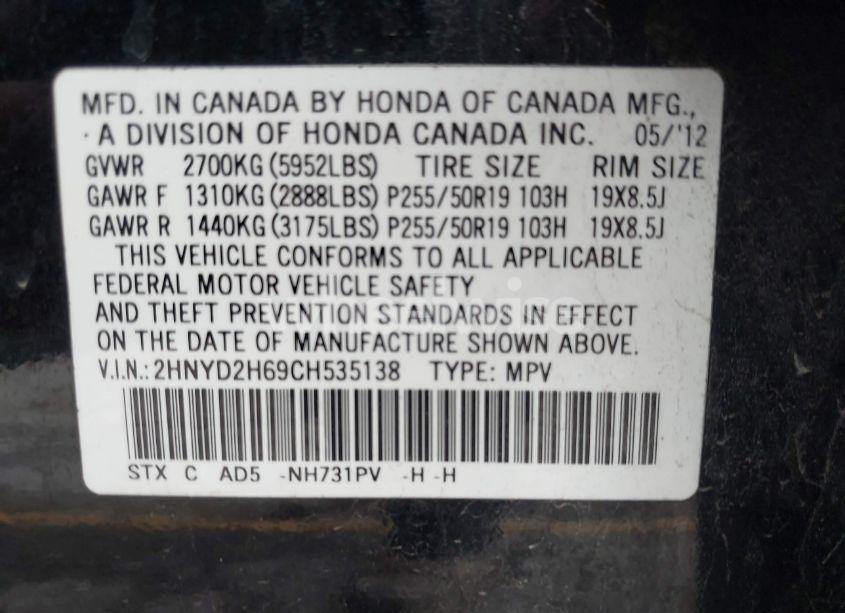 MFD. IN CANADA BY HONDA OF CANADA MFG.,
A DIVISION OF HONDA CANADA INC. 05/'12
GVWR 2700KG (5952LBS) TIRE SIZE RIM SIZE
GAWR F 1310KG (2888LBS) P255/50R19 103H 19X8.5J
GAWR R 1440KG (3175LBS) P255/50R19 103H 19X8.5J
THIS VEHICLE CONFORMS TO ALL APPLICABLE
FEDERAL MOTOR VEHICLE SAFETY
AND THEFT PREVENTION STANDARDS IN EFFECT
ON THE DATE OF MANUFACTURE SHOWN ABOVE.
V.I.N.: 2HNYD2H69CH535138 TYPE: MPV
STX C AD5 -NH731PV -H -H